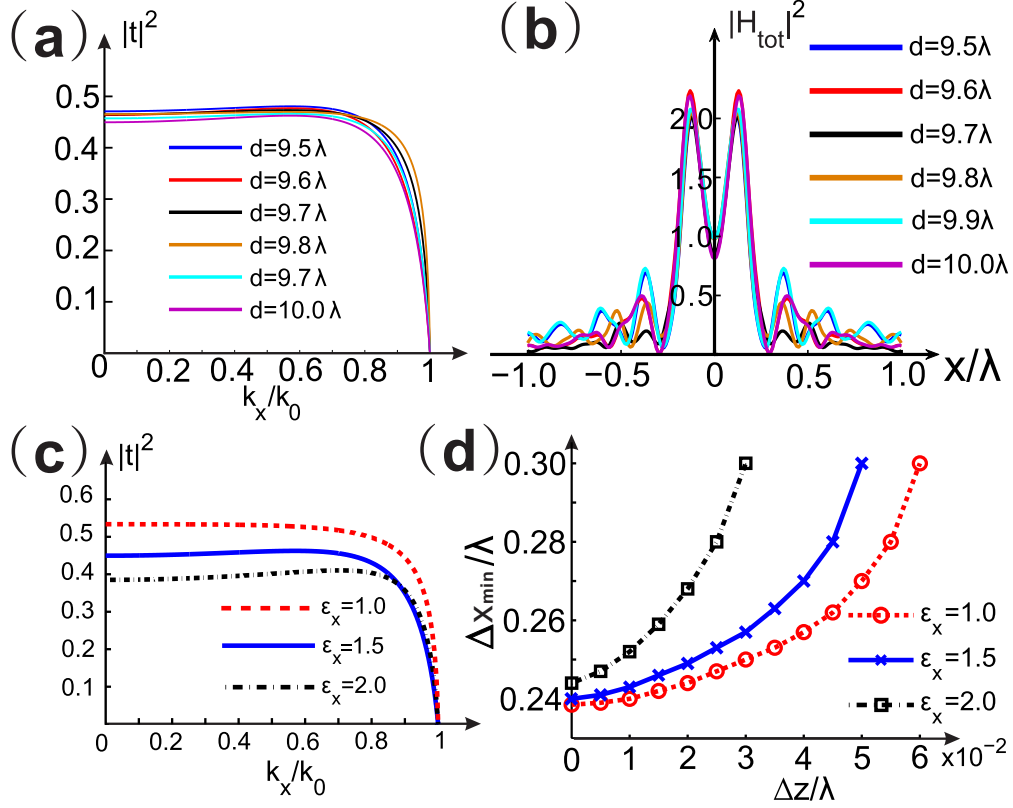 (a)
|t|²
0.5
0.4
0.3
0.2
0.1
0
0 0.2 0.4 0.6 0.8 1
kₓ/k₀
d=9.5λ
d=9.6λ
d=9.7λ
d=9.8λ
d=9.7λ
d=10.0λ
(b)
|Hₜₒₜ|²
2.0
1.5
1.0
0.5
−1.0 −0.5 0 0.5 1.0
x/λ
d=9.5λ
d=9.6λ
d=9.7λ
d=9.8λ
d=9.9λ
d=10.0λ
(c)
|t|²
0.6
0.5
0.4
0.3
0.2
0.1
0 0.2 0.4 0.6 0.8 1
kₓ/k₀
εₓ=1.0
εₓ=1.5
εₓ=2.0
(d)
Δxₘᵢₙ/λ
0.30
0.28
0.26
0.24
0 1 2 3 4 5 6 x10⁻²
Δz/λ
εₓ=1.0
εₓ=1.5
εₓ=2.0